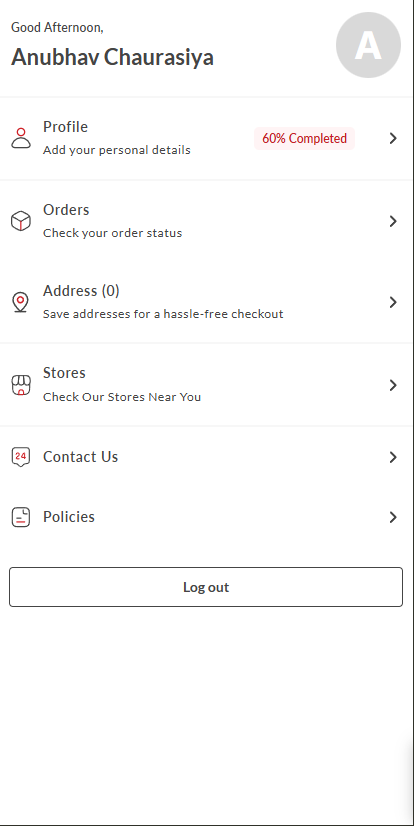 Good Afternoon,
Anubhav Chaurasiya
A
Profile
Add your personal details
60% Completed
Orders
Check your order status
Address (0)
Save addresses for a hassle-free checkout
Stores
Check Our Stores Near You
24
Contact Us
Policies
Log out